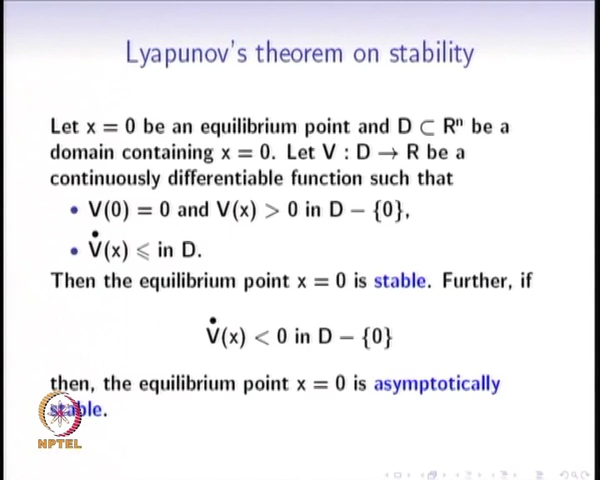 Lyapunov's theorem on stability
Let x = 0 be an equilibrium point and D ⊂ Rⁿ be a
domain containing x = 0. Let V : D → R be a
continuously differentiable function such that
• V(0) = 0 and V(x) > 0 in D − {0},
• V̇(x) ⩽ in D.
Then the equilibrium point x = 0 is stable. Further, if
V̇(x) < 0 in D − {0}
then, the equilibrium point x = 0 is asymptotically
stable.
NPTEL